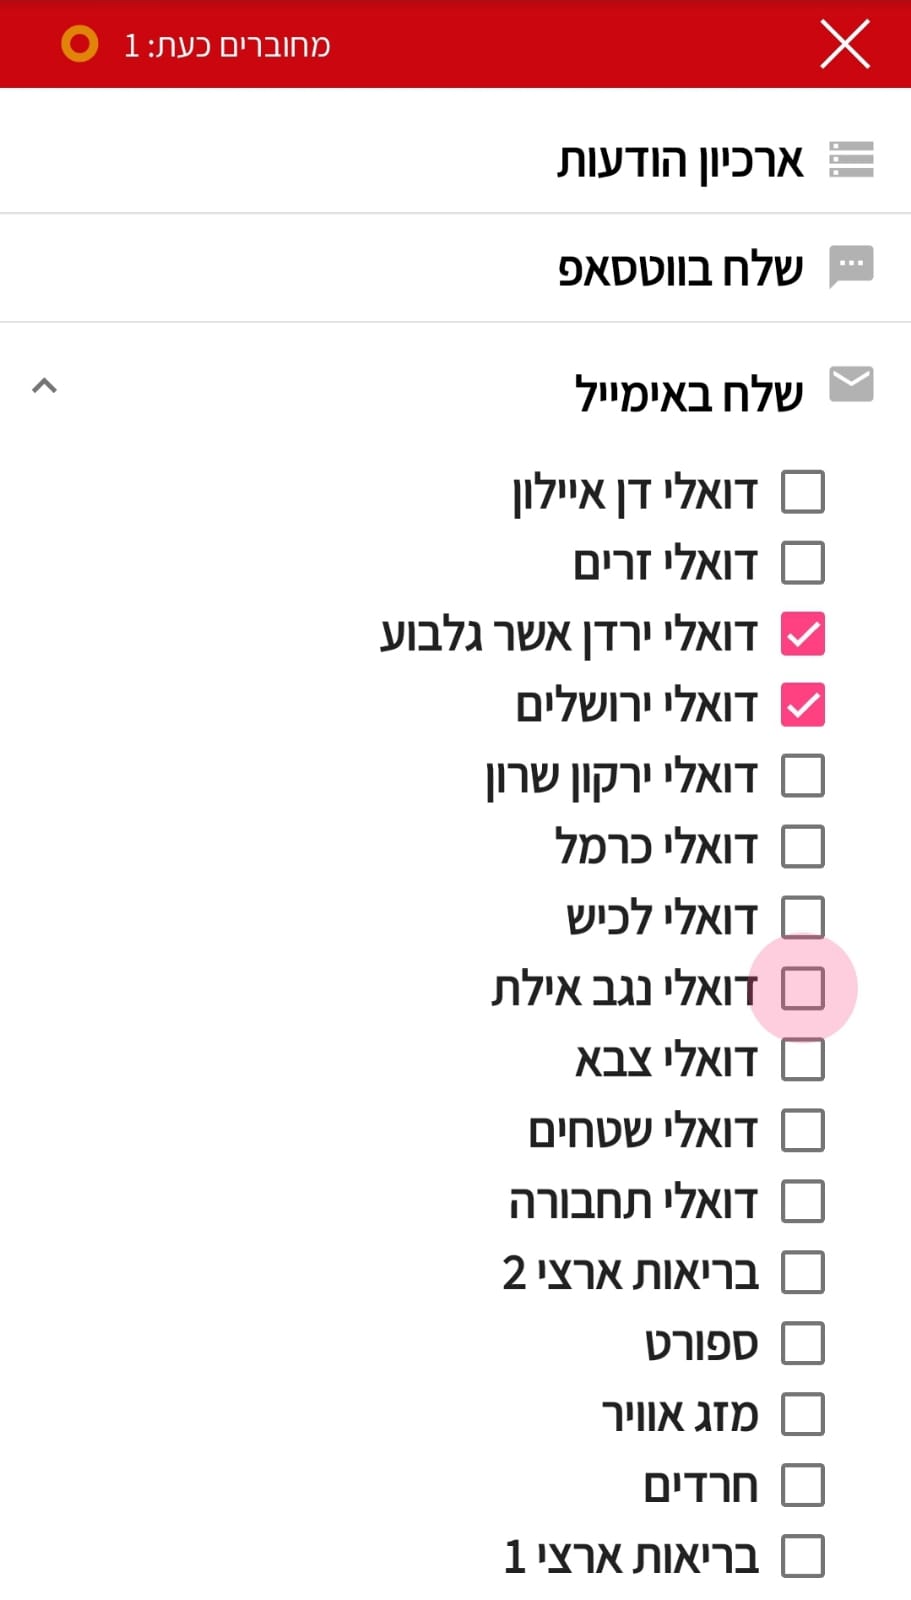 מחוברים כעת: 1
ארכיון הודעות
שלח בווטסאפ
שלח באימייל
דואלי דן איילון
דואלי זרים
דואלי ירדן אשר גלבוע
דואלי ירושלים
דואלי ירקון שרון
דואלי כרמל
דואלי לכיש
דואלי נגב אילת
דואלי צבא
דואלי שטחים
דואלי תחבורה
בריאות ארצי 2
ספורט
מזג אוויר
חרדים
בריאות ארצי 1